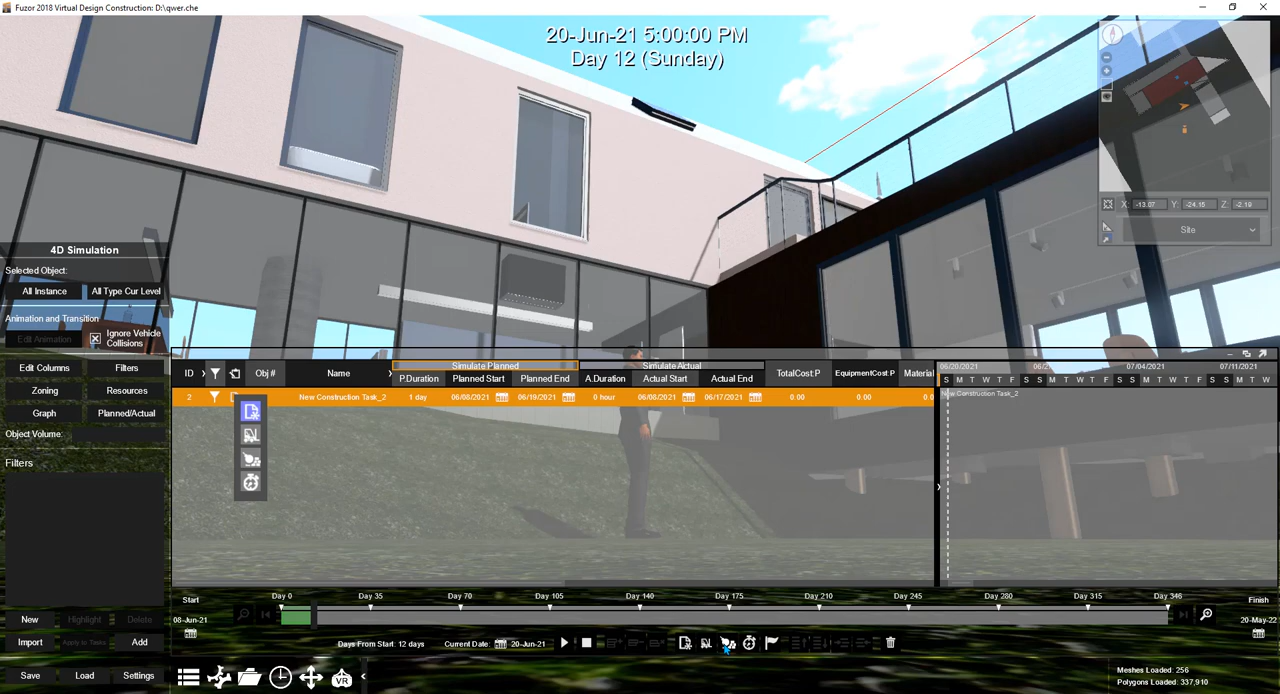 Fuzor 2018 Virtual Design Construction: D:\qwer.che
20-Jun-21 5:00:00 PM
Day 12 (Sunday)
X: -13.07 Y: -24.15 Z: -2.19
Site
4D Simulation
Selected Object:
All Instance All Type Cur Level
Animation and Transition
Edit Animation Ignore Vehicle Collisions
Edit Columns Filters
Zoning Resources
Graph Planned/Actual
Object Volume:
Filters
New Highlight Delete
Import Apply to Tasks Add
Save Load Settings
Simulate Planned Simulate Actual
ID Obj # Name P.Duration Planned Start Planned End A.Duration Actual Start Actual End TotalCost P EquipmentCost P Material
2 New Construction Task_2 1 day 06/08/2021 06/19/2021 0 hour 06/08/2021 06/17/2021 0.00 0.00 0.0
06/20/2021 06/2 07/04/2021 07/11/2021
S M T W T F S S M T W T F S S M T W T F S S M T W
New Construction Task_2
Start
08-Jun-21
Day 0 Day 35 Day 70 Day 105 Day 140 Day 175 Day 210 Day 245 Day 280 Day 315 Day 346
Finish
20-May-22
Days From Start: 12 days Current Date: 20-Jun-21
VR
Meshes Loaded: 256
Polygons Loaded: 337,910